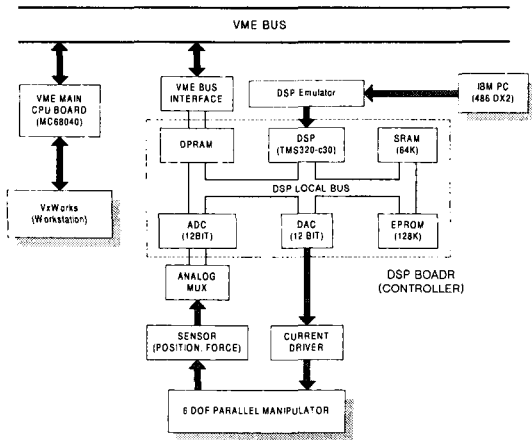 VME BUS
VME MAIN
CPU BOARD
(MC68040)
VME BUS
INTERFACE
DSP Emulator
IBM PC
(486 DX2)
DPRAM
DSP
(TMS320-c30)
SRAM
(64K)
DSP LOCAL BUS
VxWorks
(Workstation)
ADC
(12BIT)
DAC
(12 BIT)
EPROM
(128K)
DSP BOADR
(CONTROLLER)
ANALOG
MUX
SENSOR
(POSITION, FORCE)
CURRENT
DRIVER
6 DOF PARALLEL MANIPULATOR